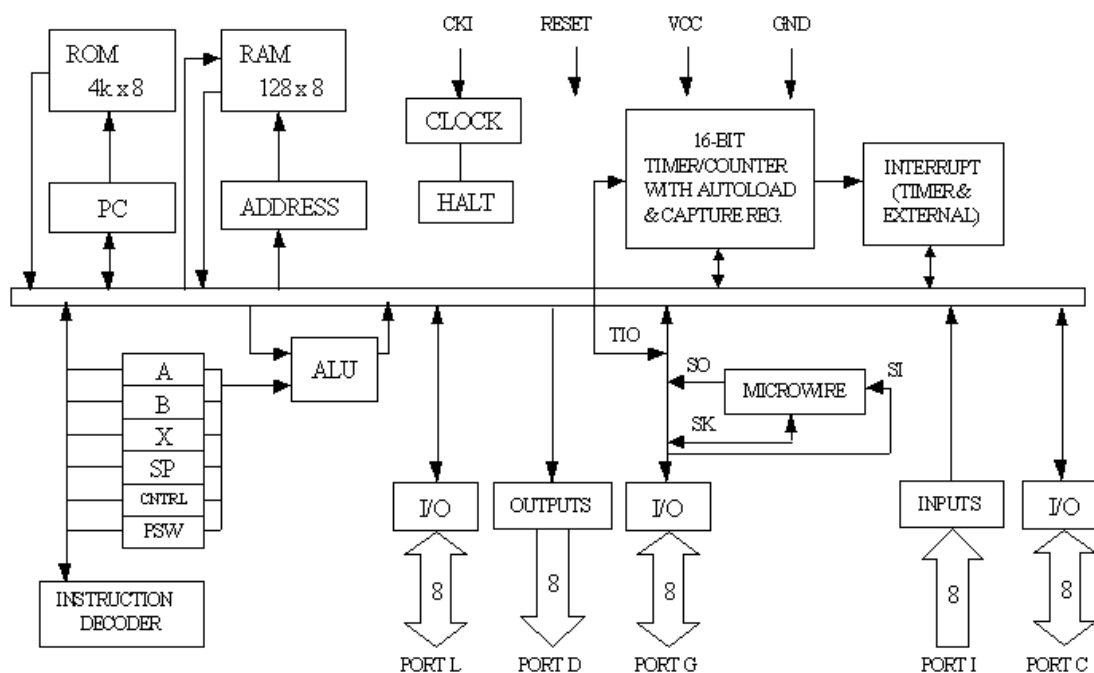 CKI
RESET
VCC
GND
ROM
4k x 8
RAM
128 x 8
CLOCK
HALT
PC
ADDRESS
16-BIT
TIMER/COUNTER
WITH AUTOLOAD
& CAPTURE REG.
INTERRUPT
(TIMER &
EXTERNAL)
TIO
ALU
A
B
X
SP
CNTRL
PSW
SO
SI
MICROWIRE
SK
I/O
OUTPUTS
I/O
INPUTS
I/O
INSTRUCTION
DECODER
8
8
8
8
8
PORT L
PORT D
PORT G
PORT I
PORT C